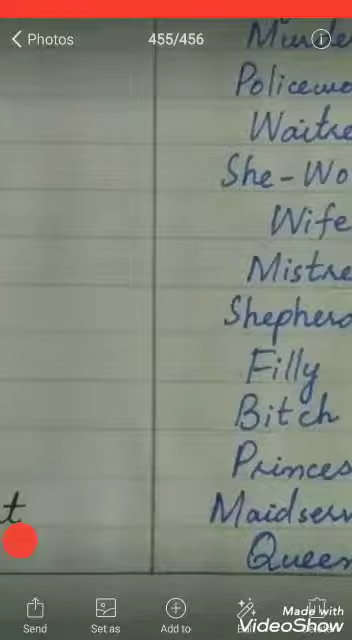 Photos 455/456
Murde
Policewo
Waitre
She-Wo
Wife
Mistre
Shepherd
Filly
Bitch
Princes
t Maidserv
Queen
Send Set as Add to
Made with
VideoShow